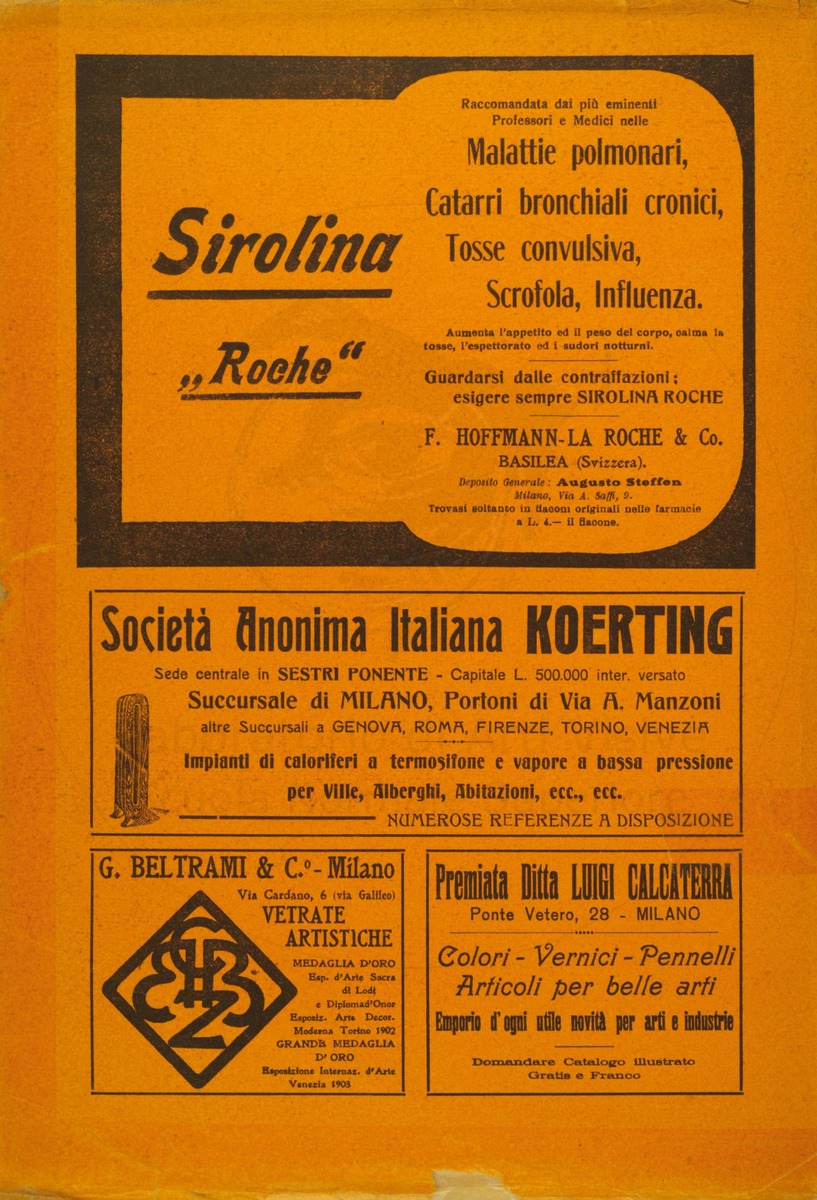 Sirolina
„Roche“
Raccomandata dai più eminenti
Professori e Medici nelle
Malattie polmonari,
Catarri bronchiali cronici,
Tosse convulsiva,
Scrofola, Influenza.
Aumenta l'appetito ed il peso del corpo, calma la
tosse, l'espettorato ed i sudori notturni.
Guardarsi dalle contraffazioni;
esigere sempre SIROLINA ROCHE
F. HOFFMANN-LA ROCHE & Co.
BASILEA (Svizzera).
Deposito Generale: Augusto Steffen
Milano, Via A. Saffi, 9.
Trovasi soltanto in flaconi originali nelle farmacie
a L. 4.— il flacone.
Società Anonima Italiana KOERTING
Sede centrale in SESTRI PONENTE - Capitale L. 500.000 inter. versato
Succursale di MILANO, Portoni di Via A. Manzoni
altre Succursali a GENOVA, ROMA, FIRENZE, TORINO, VENEZIA
Impianti di caloriferi a termosifone e vapore a bassa pressione
per Ville, Alberghi, Abitazioni, ecc., ecc.
NUMEROSE REFERENZE A DISPOSIZIONE
G. BELTRAMI & C.º - Milano
Via Cardano, 6 (via Galileo)
VETRATE
ARTISTICHE
MEDAGLIA D'ORO
Esp. d'Arte Sacra
di Lodi
e Diplomad'Onor
Esposiz. Arte Decor.
Moderna Torino 1902
GRANDE MEDAGLIA
D'ORO
Esposizione Internaz. d'Arte
Venezia 1903
Premiata Ditta LUIGI CALCATERRA
Ponte Vetero, 28 - MILANO
Colori - Vernici - Pennelli
Articoli per belle arti
Emporio d'ogni utile novità per arti e industrie
Domandare Catalogo illustrato
Gratis e Franco